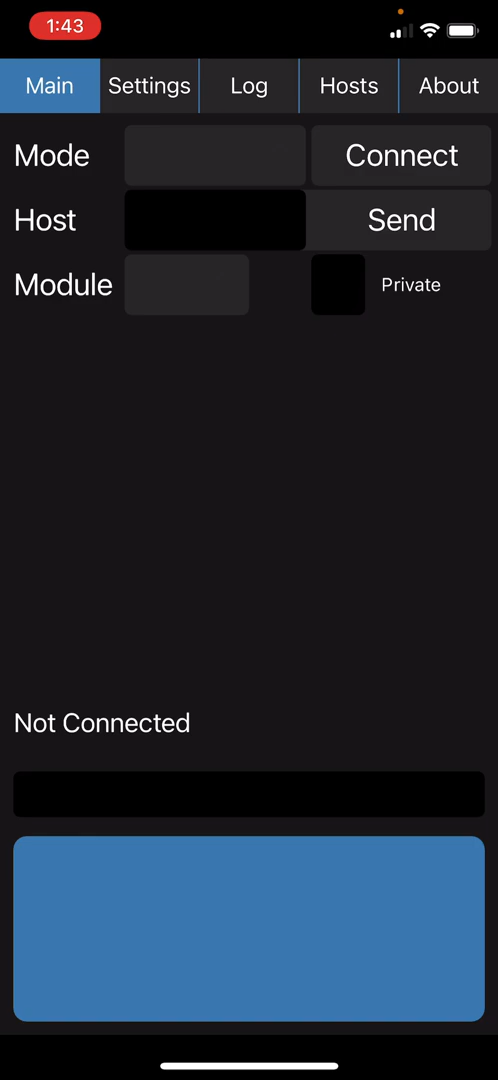 1:43
Main Settings Log Hosts About
Mode Connect
Host Send
Module Private
Not Connected